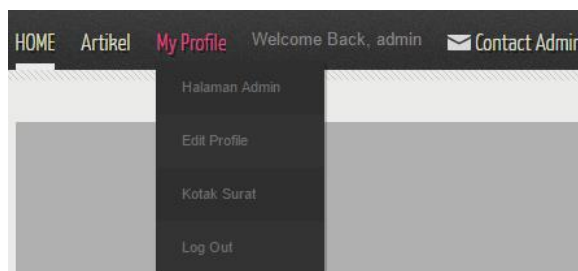 HOME Artikel My Profile Welcome Back, admin Contact Admin
Halaman Admin
Edit Profile
Kotak Surat
Log Out